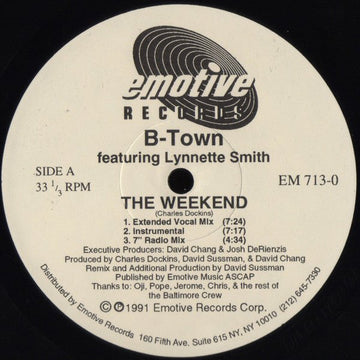 emotive
RECORDS
B-Town
featuring Lynnette Smith
SIDE A
33 1/3 RPM
EM 713-0
THE WEEKEND
(Charles Dockins)
1. Extended Vocal Mix (7:24)
2. Instrumental (7:17)
3. 7" Radio Mix (4:34)
Executive Producers: David Chang & Josh DeRienzis
Produced by Charles Dockins, David Sussman, & David Chang
Remix and Additional Production by David Sussman
Published by Emotive Music ASCAP
Thanks to: Oji, Pope, Jerome, Chris, & the rest of
the Baltimore Crew
Ⓟ©1991 Emotive Records Corp.
Distributed by Emotive Records 160 Fifth Ave. Suite 615 NY, NY 10010 (212) 645-7330